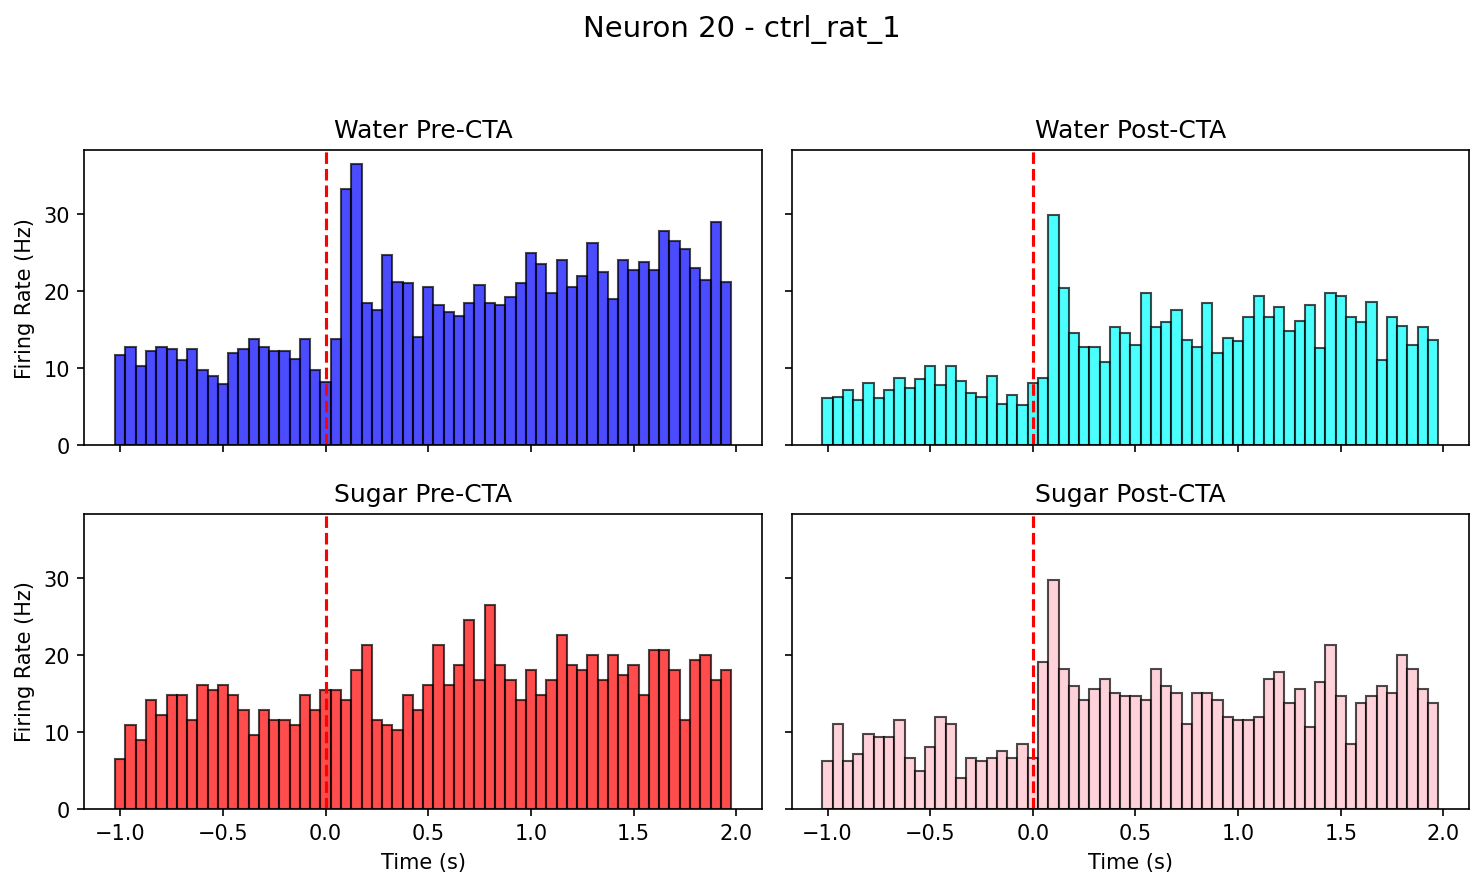 Neuron 20 - ctrl_rat_1
Water Pre-CTA
Water Post-CTA
Firing Rate (Hz)
30
20
10
0
Sugar Pre-CTA
Sugar Post-CTA
Firing Rate (Hz)
30
20
10
0
−1.0 −0.5 0.0 0.5 1.0 1.5 2.0
−1.0 −0.5 0.0 0.5 1.0 1.5 2.0
Time (s)
Time (s)